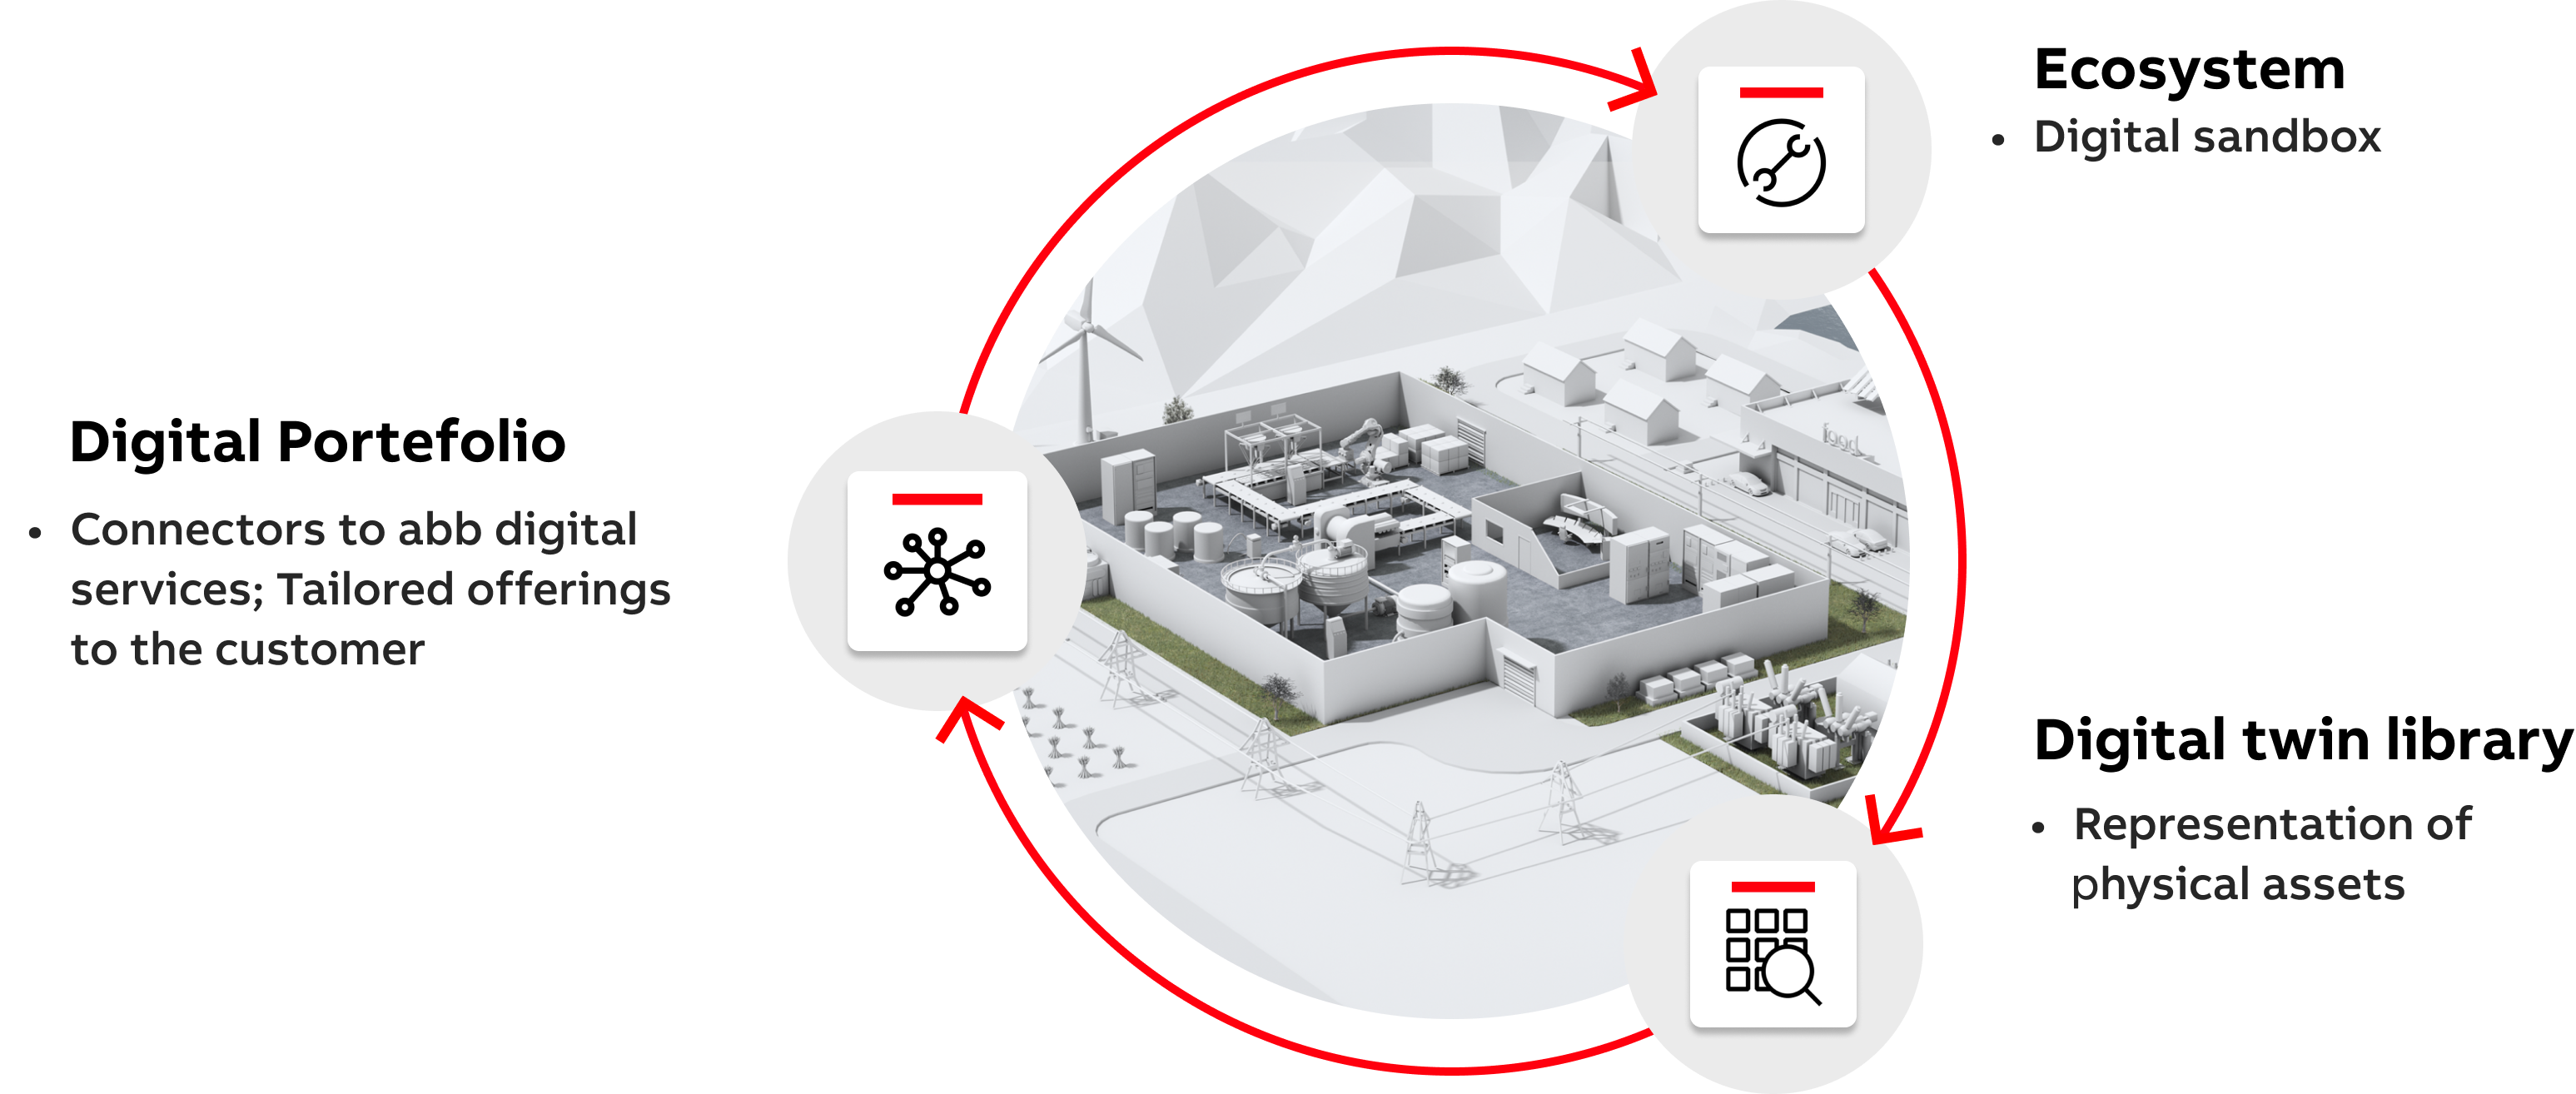 Ecosystem
• Digital sandbox
Digital Portefolio
• Connectors to abb digital
services; Tailored offerings
to the customer
Digital twin library
• Representation of
physical assets